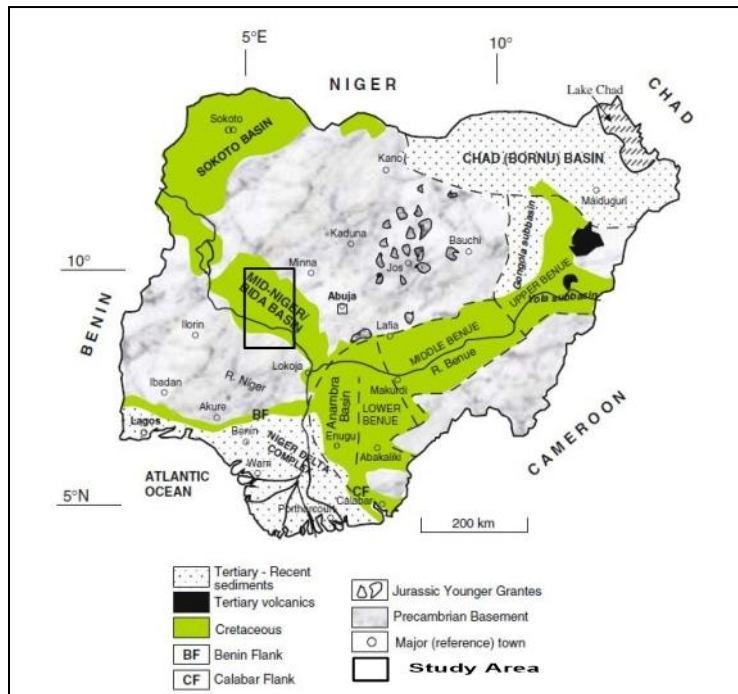 5°E
10°
NIGER
CHAD
Lake Chad
Sokoto
SOKOTO BASIN
Kano
CHAD (BORNU) BASIN
Maiduguri
Gongola subbasin
Kaduna
Bauchi
Jos
Minna
10°
MID-NIGER/
BIDA BASIN
Abuja
UPPER BENUE
Yola subbasin
BENIN
Ilorin
Lafia
MIDDLE BENUE
R. Benue
Lokoja
Makurdi
Ibadan
R. Niger
Anambra
Basin
LOWER
BENUE
Akure
BF
Lagos
Benin
Enugu
Abakaliki
CAMEROON
NIGER DELTA
COMPLEX
Warri
ATLANTIC
OCEAN
CF
Calabar
5°N
Portharcourt
200 km
Tertiary - Recent
sediments
Tertiary volcanics
Cretaceous
BF Benin Flank
CF Calabar Flank
Jurassic Younger Grantes
Precambrian Basement
Major (reference) town
Study Area